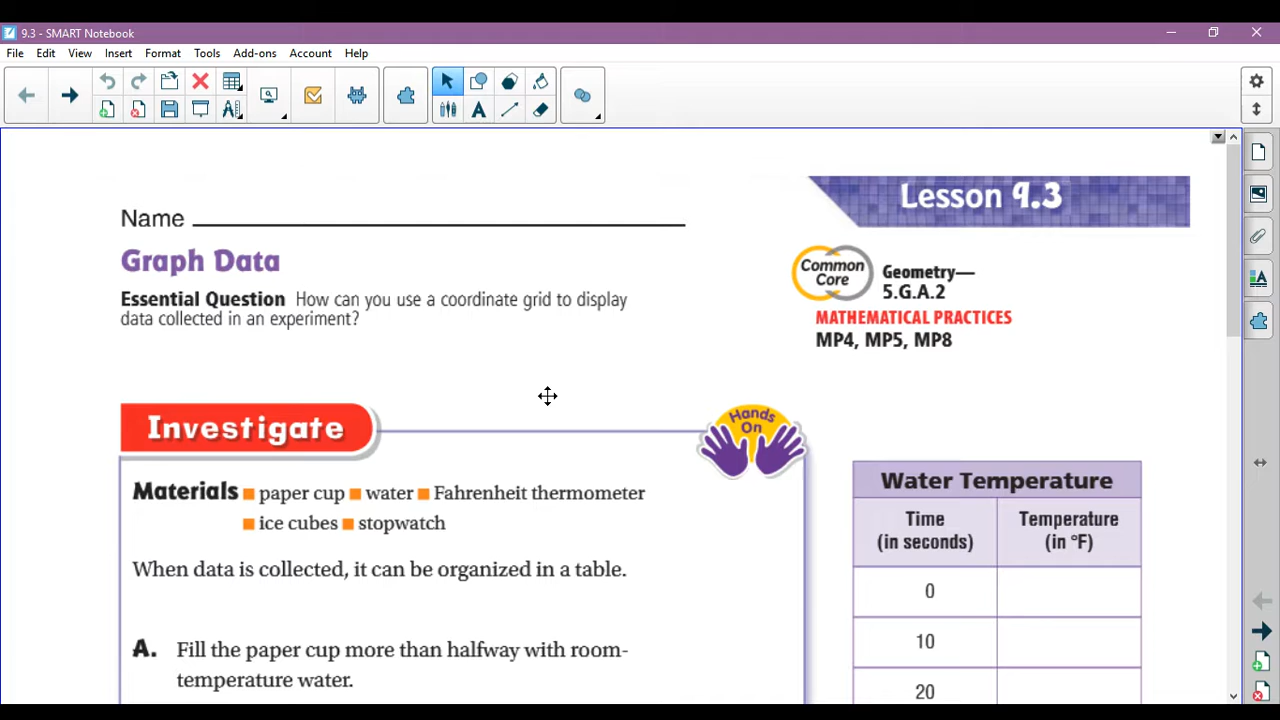 9.3 - SMART Notebook
File Edit View Insert Format Tools Add-ons Account Help
Lesson 9.3
Name
Graph Data
Common Core
Geometry—
5.G.A.2
MATHEMATICAL PRACTICES
MP4, MP5, MP8
Essential Question How can you use a coordinate grid to display
data collected in an experiment?
Investigate
Hands
On
Materials ■ paper cup ■ water ■ Fahrenheit thermometer
■ ice cubes ■ stopwatch
When data is collected, it can be organized in a table.
A. Fill the paper cup more than halfway with room-
temperature water.
Water Temperature
Time
(in seconds)
Temperature
(in °F)
0
10
20